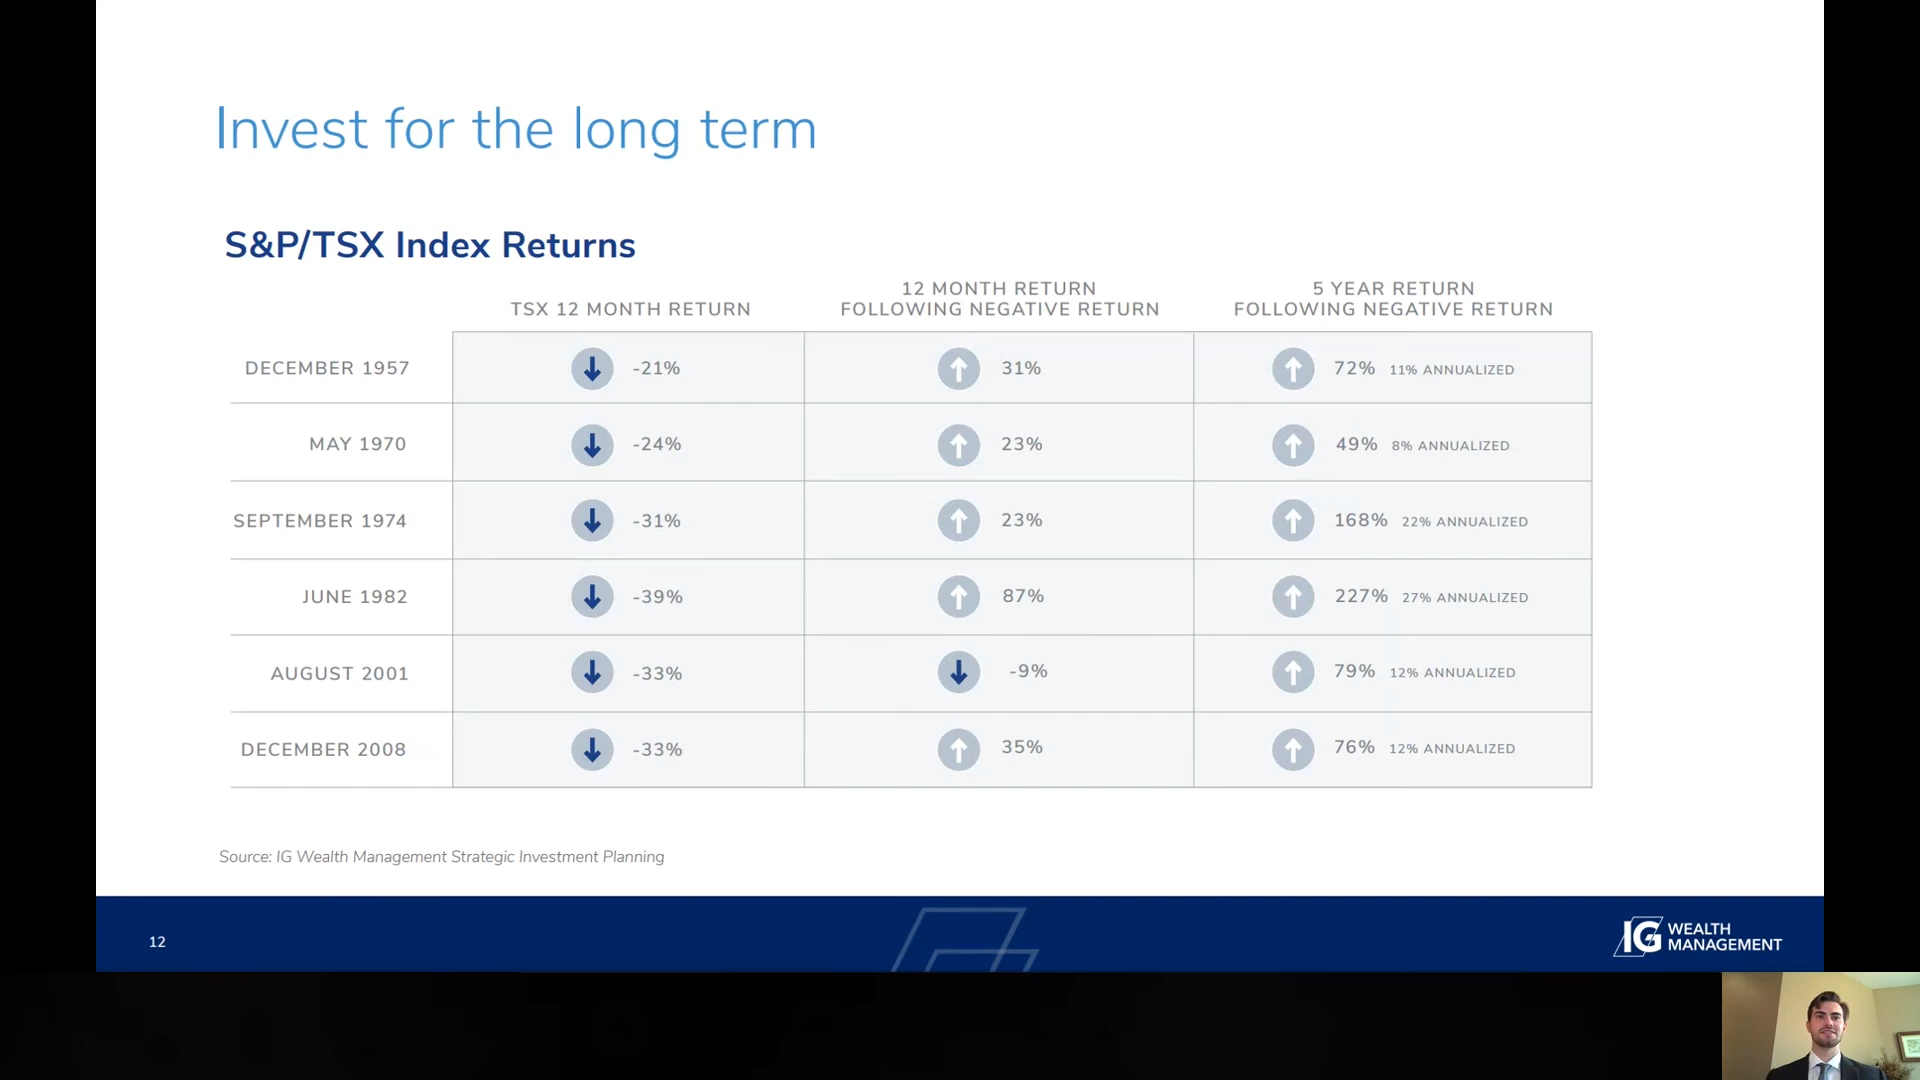 Invest for the long term
S&P/TSX Index Returns
TSX 12 MONTH RETURN
12 MONTH RETURN
FOLLOWING NEGATIVE RETURN
5 YEAR RETURN
FOLLOWING NEGATIVE RETURN
DECEMBER 1957 -21% 31% 72% 11% ANNUALIZED
MAY 1970 -24% 23% 49% 8% ANNUALIZED
SEPTEMBER 1974 -31% 23% 168% 22% ANNUALIZED
JUNE 1982 -39% 87% 227% 27% ANNUALIZED
AUGUST 2001 -33% -9% 79% 12% ANNUALIZED
DECEMBER 2008 -33% 35% 76% 12% ANNUALIZED
Source: IG Wealth Management Strategic Investment Planning
12
IG WEALTH
MANAGEMENT